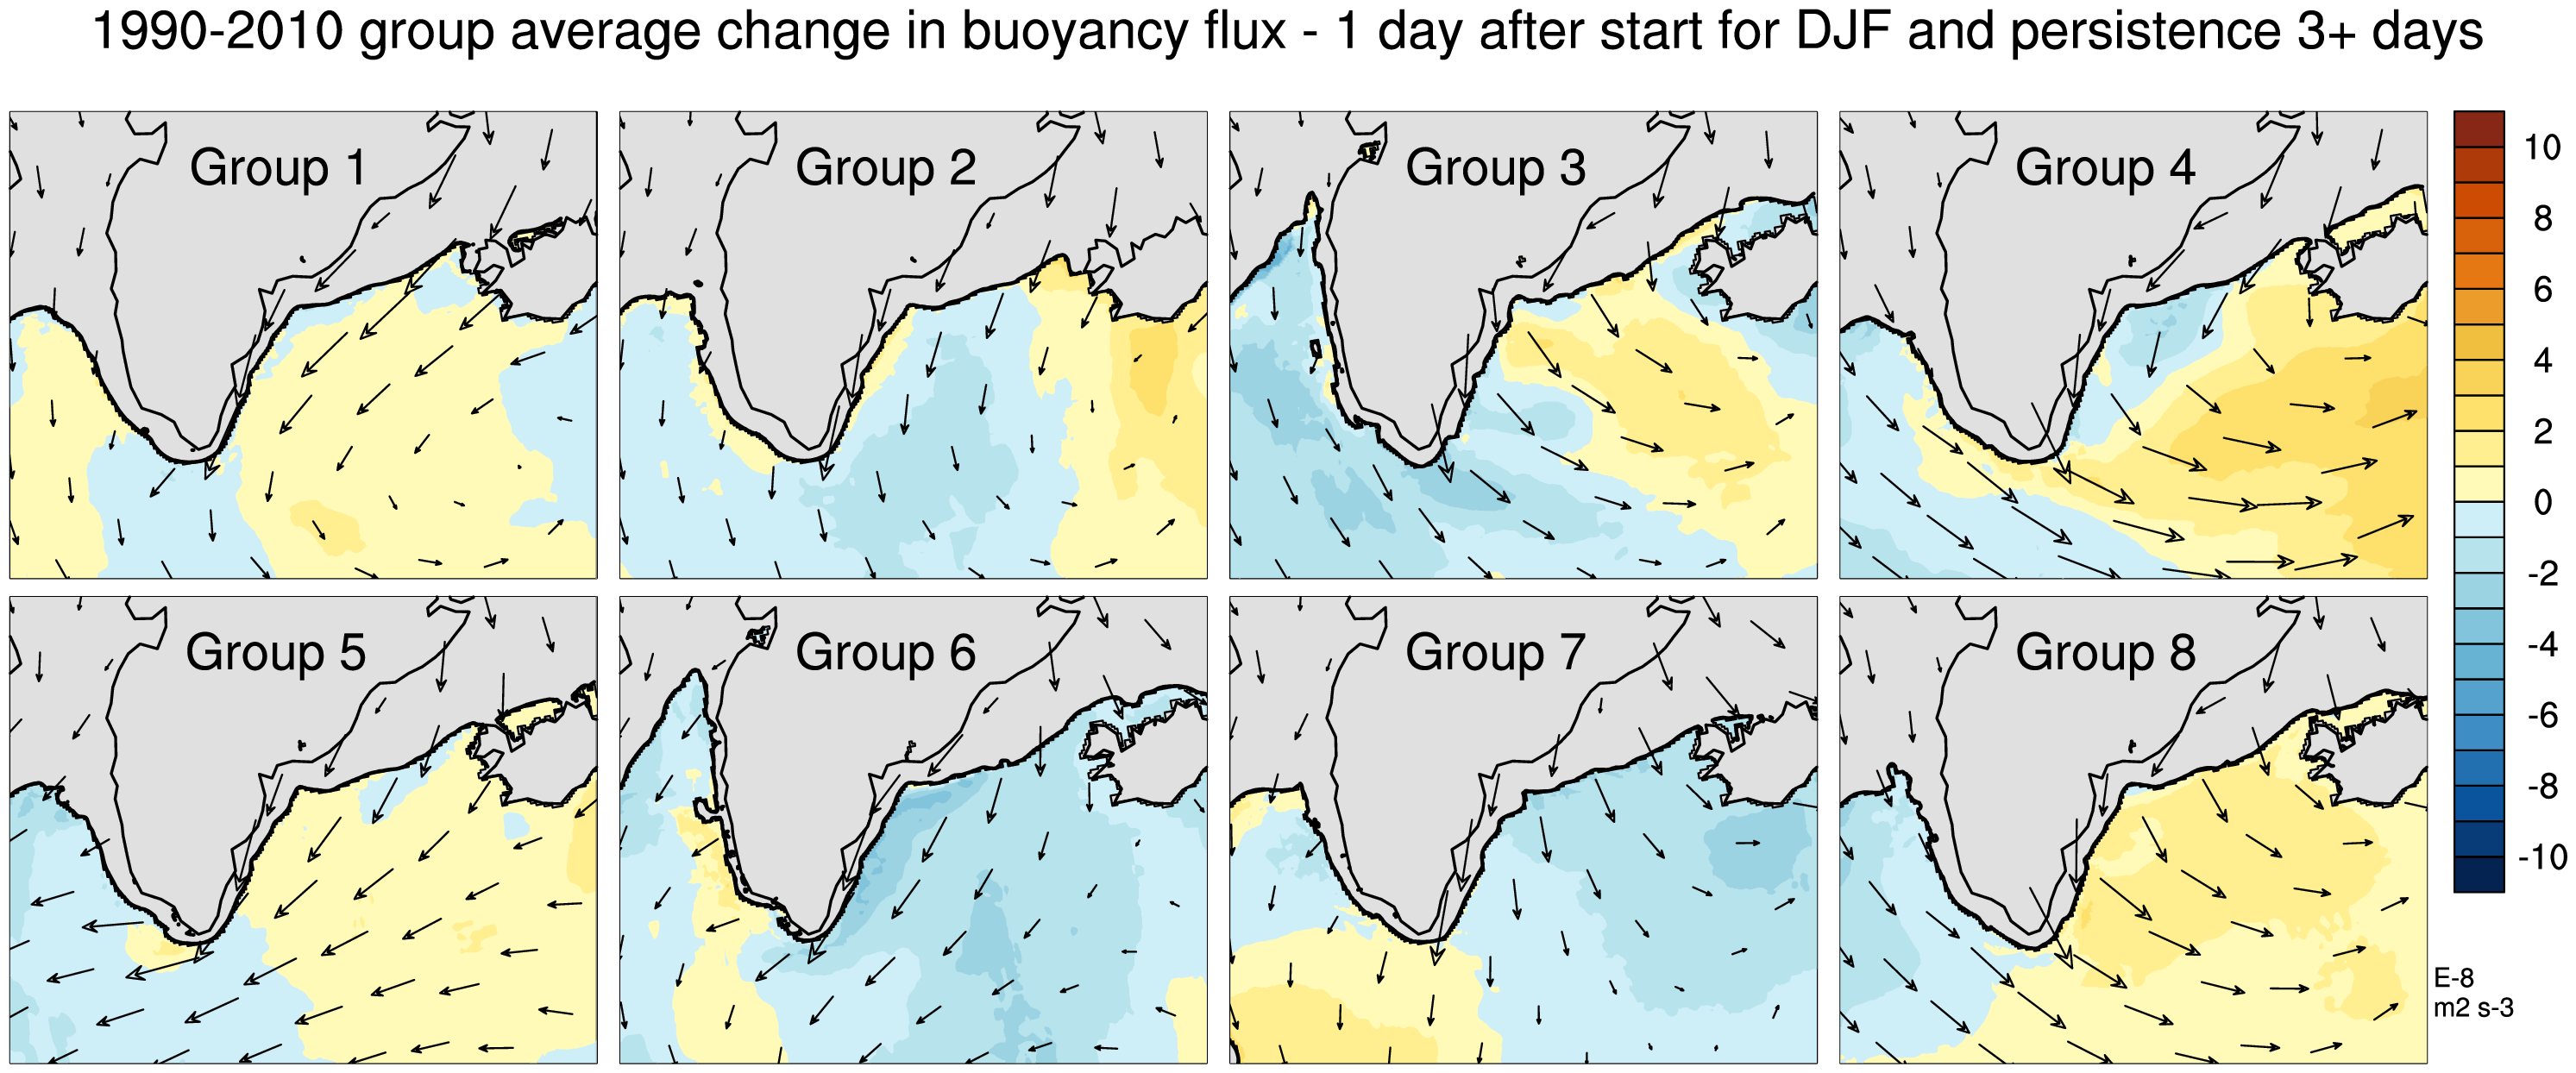 1990-2010 group average change in buoyancy flux - 1 day after start for DJF and persistence 3+ days
Group 1
Group 2
Group 3
Group 4
Group 5
Group 6
Group 7
Group 8
10
8
6
4
2
0
-2
-4
-6
-8
-10
E-8
m2 s-3